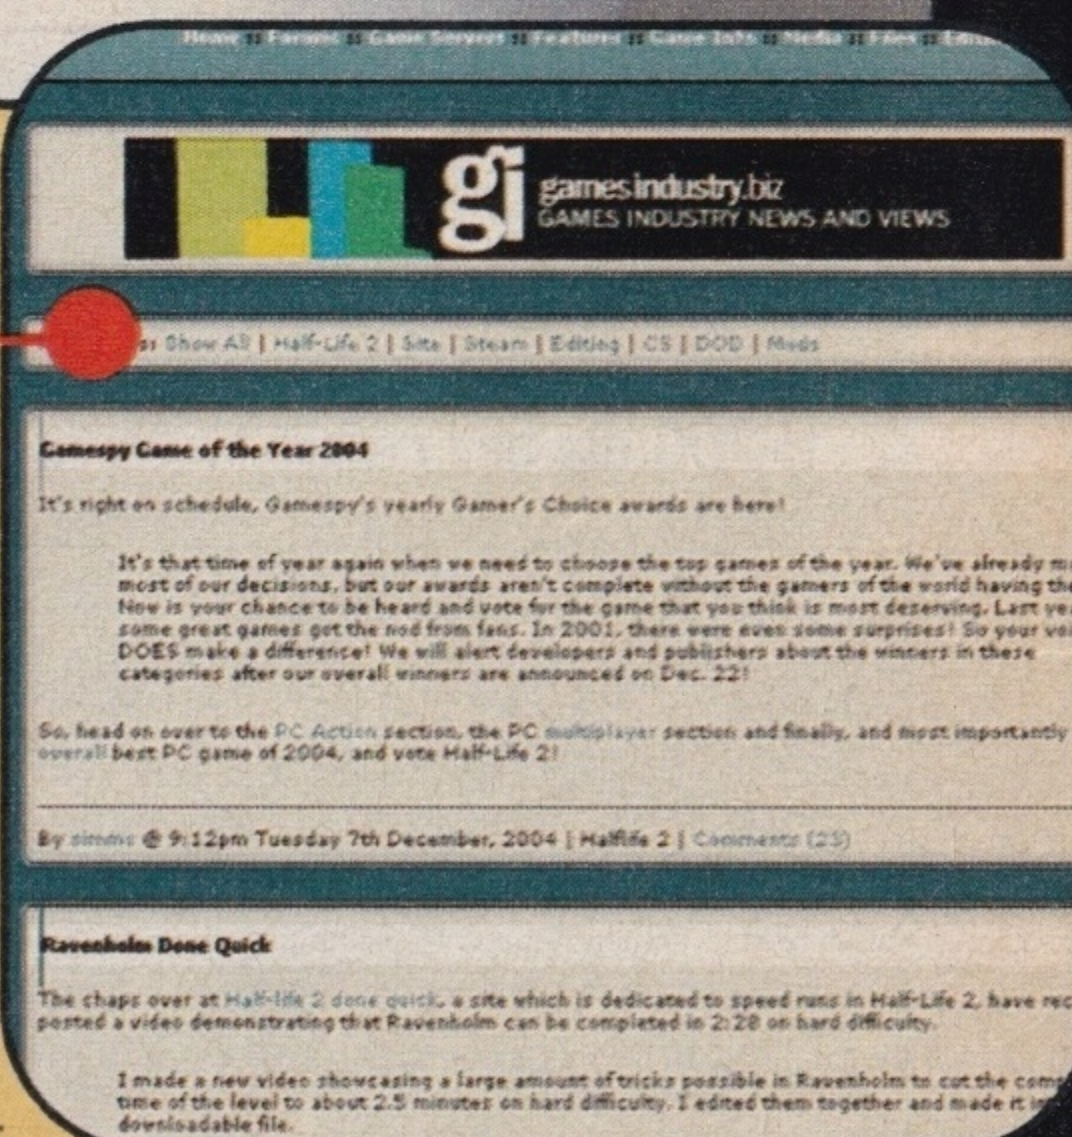 Home :: Forums :: Game Servers :: Features :: Game Info :: Media :: Files ::
gi gamesindustry.biz
GAMES INDUSTRY NEWS AND VIEWS
Show All | Half-Life 2 | Site | Steam | Editing | CS | DOD | Mods
Gamespy Game of the Year 2004
It's right on schedule, Gamespy's yearly Gamer's Choice awards are here!
It's that time of year again when we need to choose the top games of the year. We've already
most of our decisions, but our awards aren't complete without the gamers of the world having
Now is your chance to be heard and vote for the game that you think is most deserving. Last
some great games got the nod from fans. In 2001, there were even some surprises! So your
DOES make a difference! We will alert developers and publishers about the winners in these
categories after our overall winners are announced on Dec. 22!
So, head on over to the PC Action section, the PC multiplayer section and finally, and most importantly
overall best PC game of 2004, and vote Half-Life 2!
By simms @ 9:12pm Tuesday 7th December, 2004 | Halflife 2 | Comments (23)
Ravenholm Done Quick
The chaps over at Half-life 2 done quick, a site which is dedicated to speed runs in Half-Life 2, have
posted a video demonstrating that Ravenholm can be completed in 2:28 on hard difficulty.
I made a new video showcasing a large amount of tricks possible in Ravenholm to cut the
time of the level to about 2.5 minutes on hard difficulty. I edited them together and made it
downloadable file.